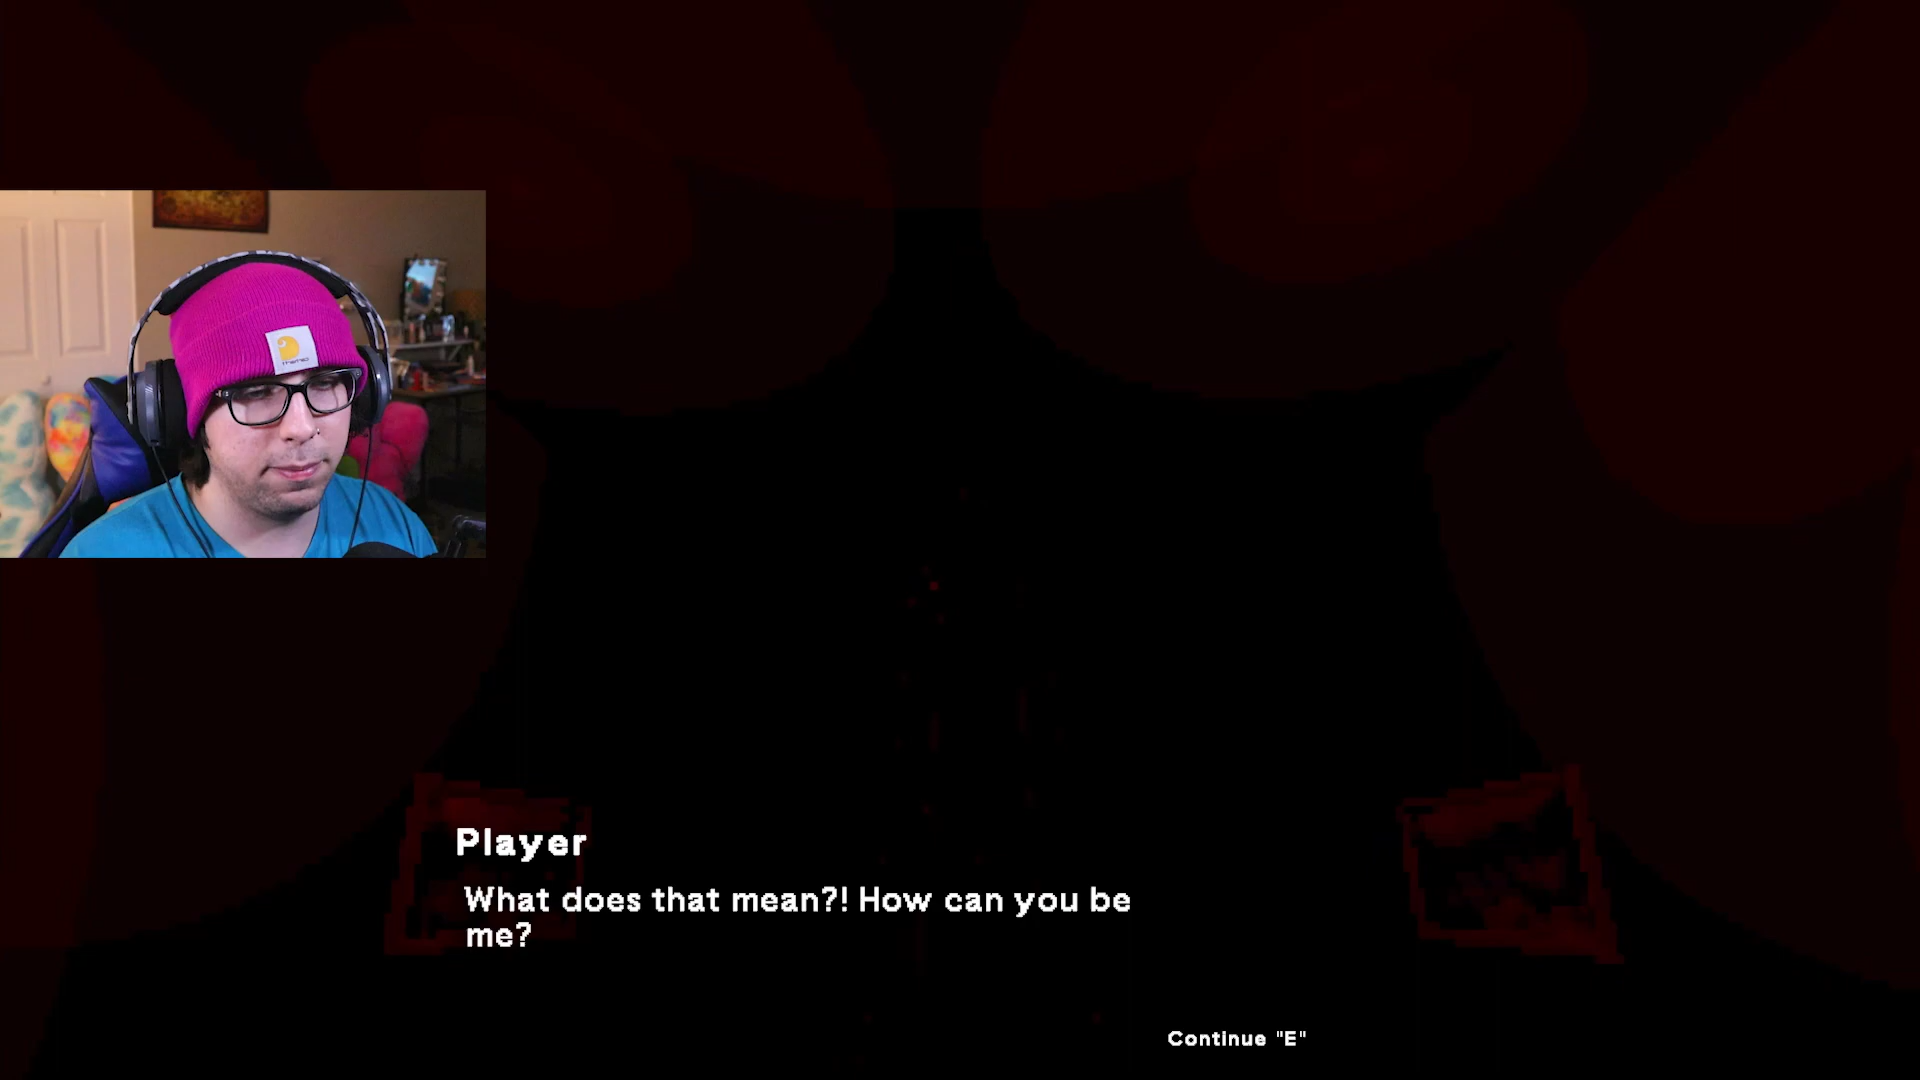 Player
What does that mean?! How can you be
me?
Continue "E"